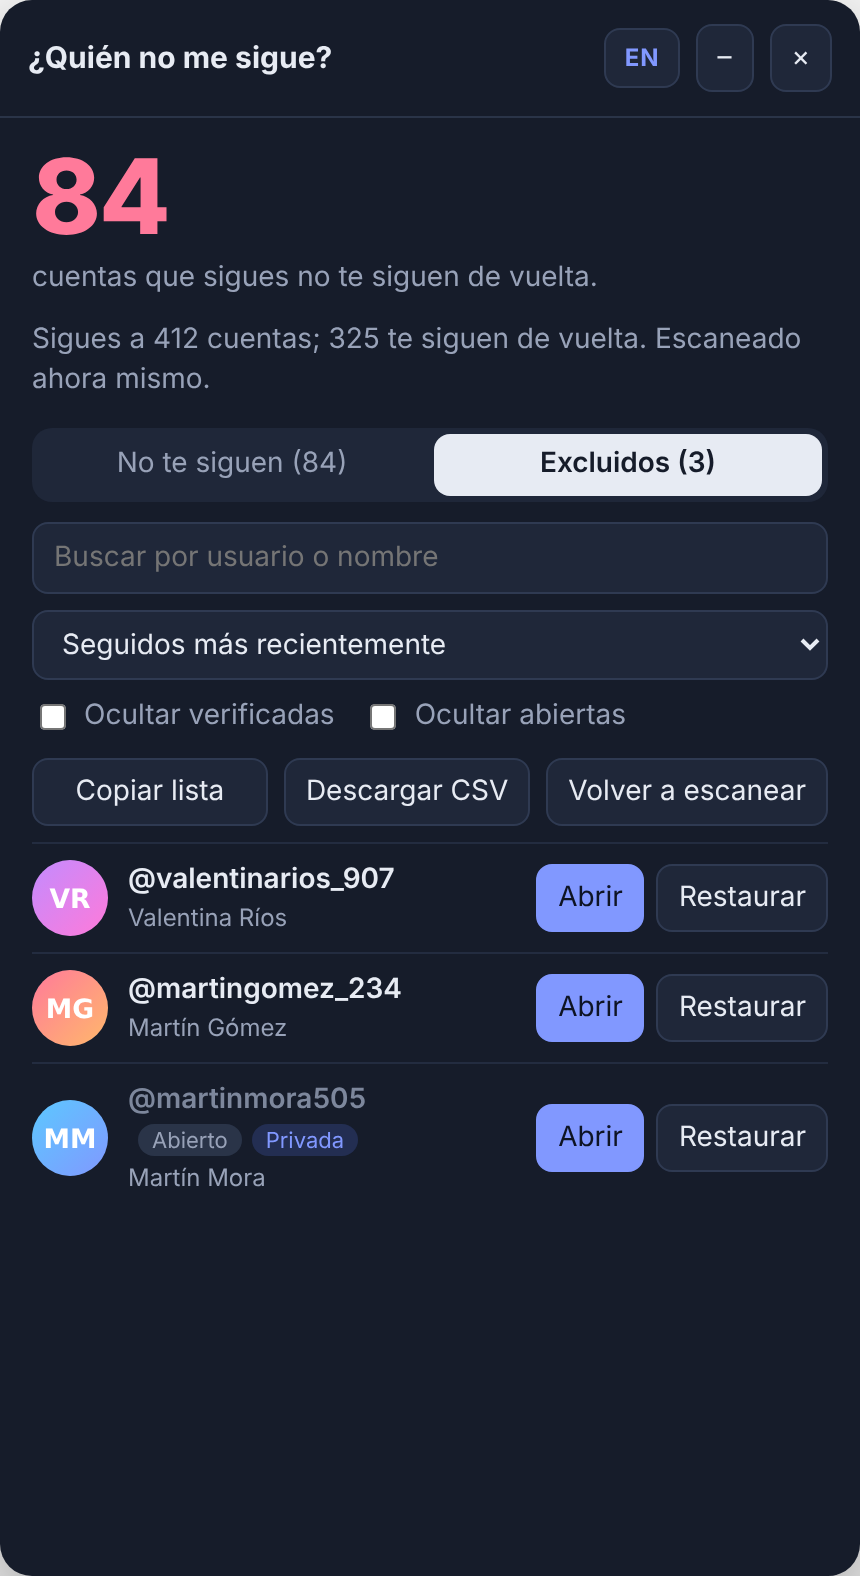 ¿Quién no me sigue?
EN
−
×
84
cuentas que sigues no te siguen de vuelta.
Sigues a 412 cuentas; 325 te siguen de vuelta. Escaneado
ahora mismo.
No te siguen (84)
Excluidos (3)
Buscar por usuario o nombre
Seguidos más recientemente
Ocultar verificadas
Ocultar abiertas
Copiar lista
Descargar CSV
Volver a escanear
VR
@valentinarios_907
Valentina Ríos
Abrir
Restaurar
MG
@martingomez_234
Martín Gómez
Abrir
Restaurar
MM
@martinmora505
Abierto
Privada
Martín Mora
Abrir
Restaurar